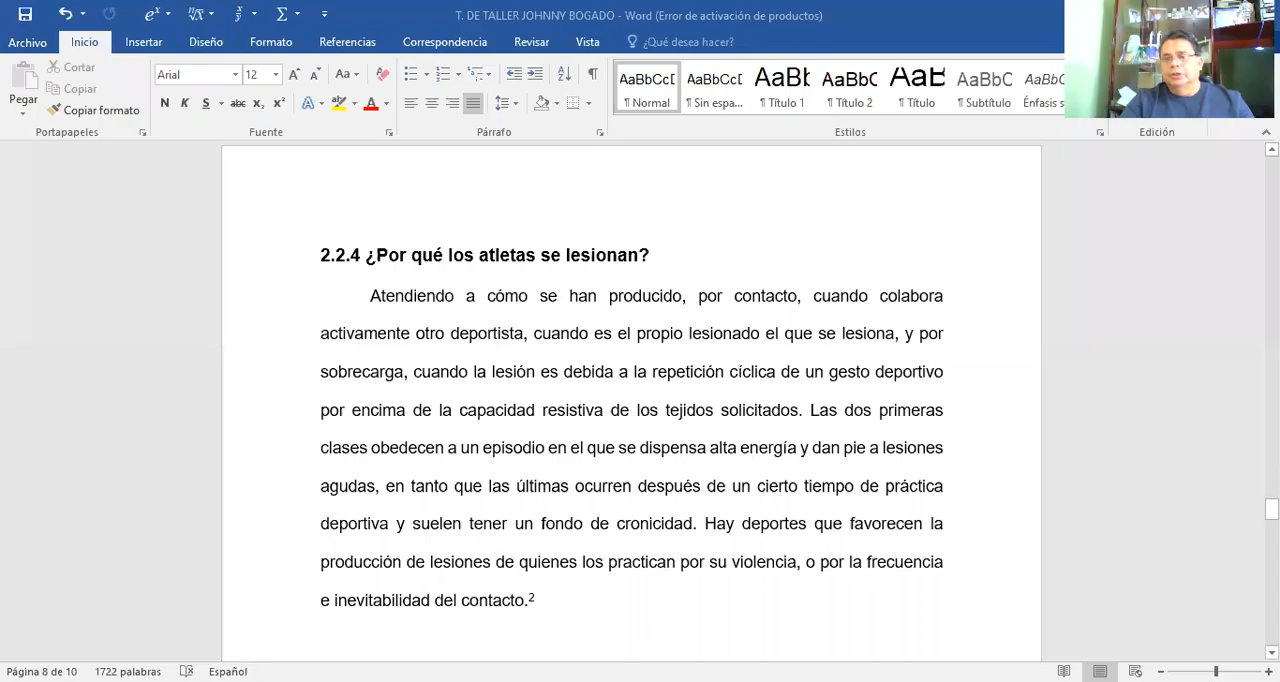 T. DE TALLER JOHNNY BOGADO - Word (Error de activación de productos)
Archivo Inicio Insertar Diseño Formato Referencias Correspondencia Revisar Vista ¿Qué desea hacer?
Pegar
Cortar
Copiar
Copiar formato
Portapapeles
Arial 12 Aa
N K S abc x₂ x² A A
Fuente
Párrafo
AaBbCcD AaBbCcD AaBb AaBbC AaB AaBbCcD AaBbC
¶ Normal ¶ Sin espa... ¶ Título 1 ¶ Título 2 ¶ Título ¶ Subtítulo Énfasis s
Estilos
Edición
2.2.4 ¿Por qué los atletas se lesionan?
Atendiendo a cómo se han producido, por contacto, cuando colabora
activamente otro deportista, cuando es el propio lesionado el que se lesiona, y por
sobrecarga, cuando la lesión es debida a la repetición cíclica de un gesto deportivo
por encima de la capacidad resistiva de los tejidos solicitados. Las dos primeras
clases obedecen a un episodio en el que se dispensa alta energía y dan pie a lesiones
agudas, en tanto que las últimas ocurren después de un cierto tiempo de práctica
deportiva y suelen tener un fondo de cronicidad. Hay deportes que favorecen la
producción de lesiones de quienes los practican por su violencia, o por la frecuencia
e inevitabilidad del contacto.²
Página 8 de 10 1722 palabras Español